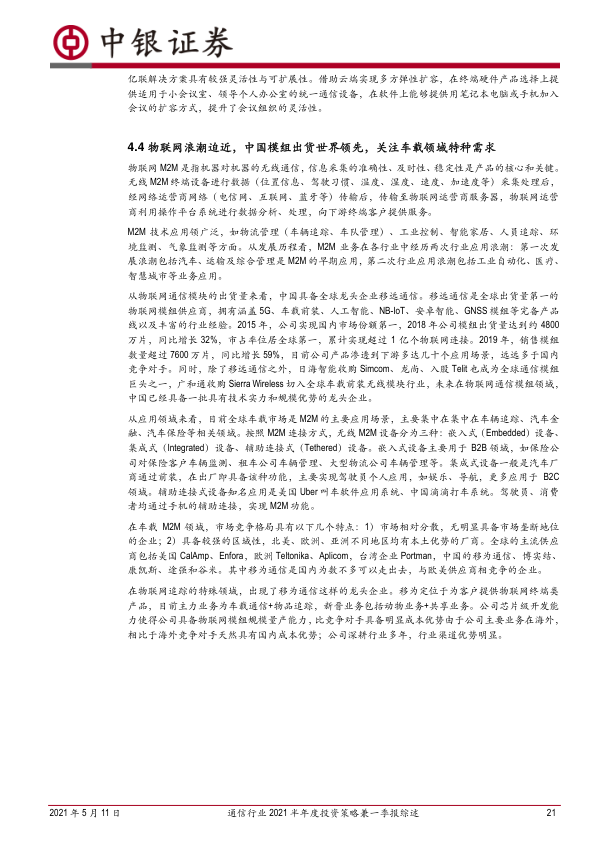 中银证券
亿联解决方案具有较强灵活性与可扩展性。借助云端实现多方弹性扩容，在终端硬件产品选择上提
供适用于小会议室、领导个人办公室的统一通信设备，在软件上能够提供用笔记本电脑或手机加入
会议的扩容方式，提升了会议组织的灵活性。
4.4 物联网浪潮迫近，中国模组出货世界领先，关注车载领域特种需求
物联网 M2M 是指机器对机器的无线通信，信息采集的准确性、及时性、稳定性是产品的核心和关键。
无线 M2M 终端设备进行数据（位置信息、驾驶习惯、温度、湿度、速度、加速度等）采集处理后，
经网络运营商网络（电信网、互联网、蓝牙等）传输后，传输至物联网运营商服务器，物联网运营
商利用操作平台系统进行数据分析、处理，向下游终端客户提供服务。
M2M 技术应用领广泛，如物流管理（车辆追踪、车队管理）、工业控制、智能家居、人员追踪、环
境监测、气象监测等方面。从发展历程看，M2M 业务在各行业中经历两次行业应用浪潮：第一次发
展浪潮包括汽车、运输及综合管理是 M2M 的早期应用，第二次行业应用浪潮包括工业自动化、医疗、
智慧城市等业务应用。
从物联网通信模块的出货量来看，中国具备全球龙头企业移远通信。移远通信是全球出货量第一的
物联网模组供应商，拥有涵盖 5G、车载前装、人工智能、NB-IoT、安卓智能、GNSS 模组等完备产品
线以及丰富的行业经验。2015 年，公司实现国内市场份额第一，2018 年公司模组出货量达到约 4800
万片，同比增长 32%，市占率位居全球第一，累计实现超过 1 亿个物联网连接。2019 年，销售模组
数量超过 7600 万片，同比增长 59%，目前公司产品渗透到下游多达几十个应用场景，远远多于国内
竞争对手。同时，除了移远通信之外，日海智能收购 Simcom、龙尚、入股 Telit 也成为全球通信模组
巨头之一，广和通收购 Sierra Wireless 切入全球车载前装无线模块行业，未来在物联网通信模组领域，
中国已经具备一批具有技术实力和规模优势的龙头企业。
从应用领域来看，目前全球车载市场是 M2M 的主要应用场景，主要集中在集中在车辆追踪、汽车金
融、汽车保险等相关领域。按照 M2M 连接方式，无线 M2M 设备分为三种：嵌入式（Embedded）设备、
集成式（Integrated）设备、辅助连接式（Tethered）设备。嵌入式设备主要用于 B2B 领域，如保险公
司对保险客户车辆监测、租车公司车辆管理、大型物流公司车辆管理等。集成式设备一般是汽车厂
商通过前装，在出厂即具备该种功能，主要实现驾驶员个人应用，如娱乐、导航，更多应用于 B2C
领域。辅助连接式设备知名应用是美国 Uber 叫车软件应用系统、中国滴滴打车系统。驾驶员、消费
者均通过手机的辅助连接，实现 M2M 功能。
在车载 M2M 领域，市场竞争格局具有以下几个特点：1）市场相对分散，无明显具备市场垄断地位
的企业；2）具备较强的区域性，北美、欧洲、亚洲不同地区均有本土优势的厂商。全球的主流供应
商包括美国 CalAmp、Enfora，欧洲 Teltonika、Aplicom，台湾企业 Portman，中国的移为通信、博实结、
康凯斯、途强和谷米。其中移为通信是国内为数不多可以走出去，与欧美供应商相竞争的企业。
在物联网追踪的特殊领域，出现了移为通信这样的龙头企业。移为定位于为客户提供物联网终端类
产品，目前主力业务为车载通信+物品追踪，新晋业务包括动物业务+共享业务。公司芯片级开发能
力使得公司具备物联网模组规模量产能力，比竞争对手具备明显成本优势由于公司主要业务在海外，
相比于海外竞争对手天然具有国内成本优势；公司深耕行业多年，行业渠道优势明显。
2021 年 5 月 11 日 通信行业 2021 半年度投资策略兼一季报综述 21